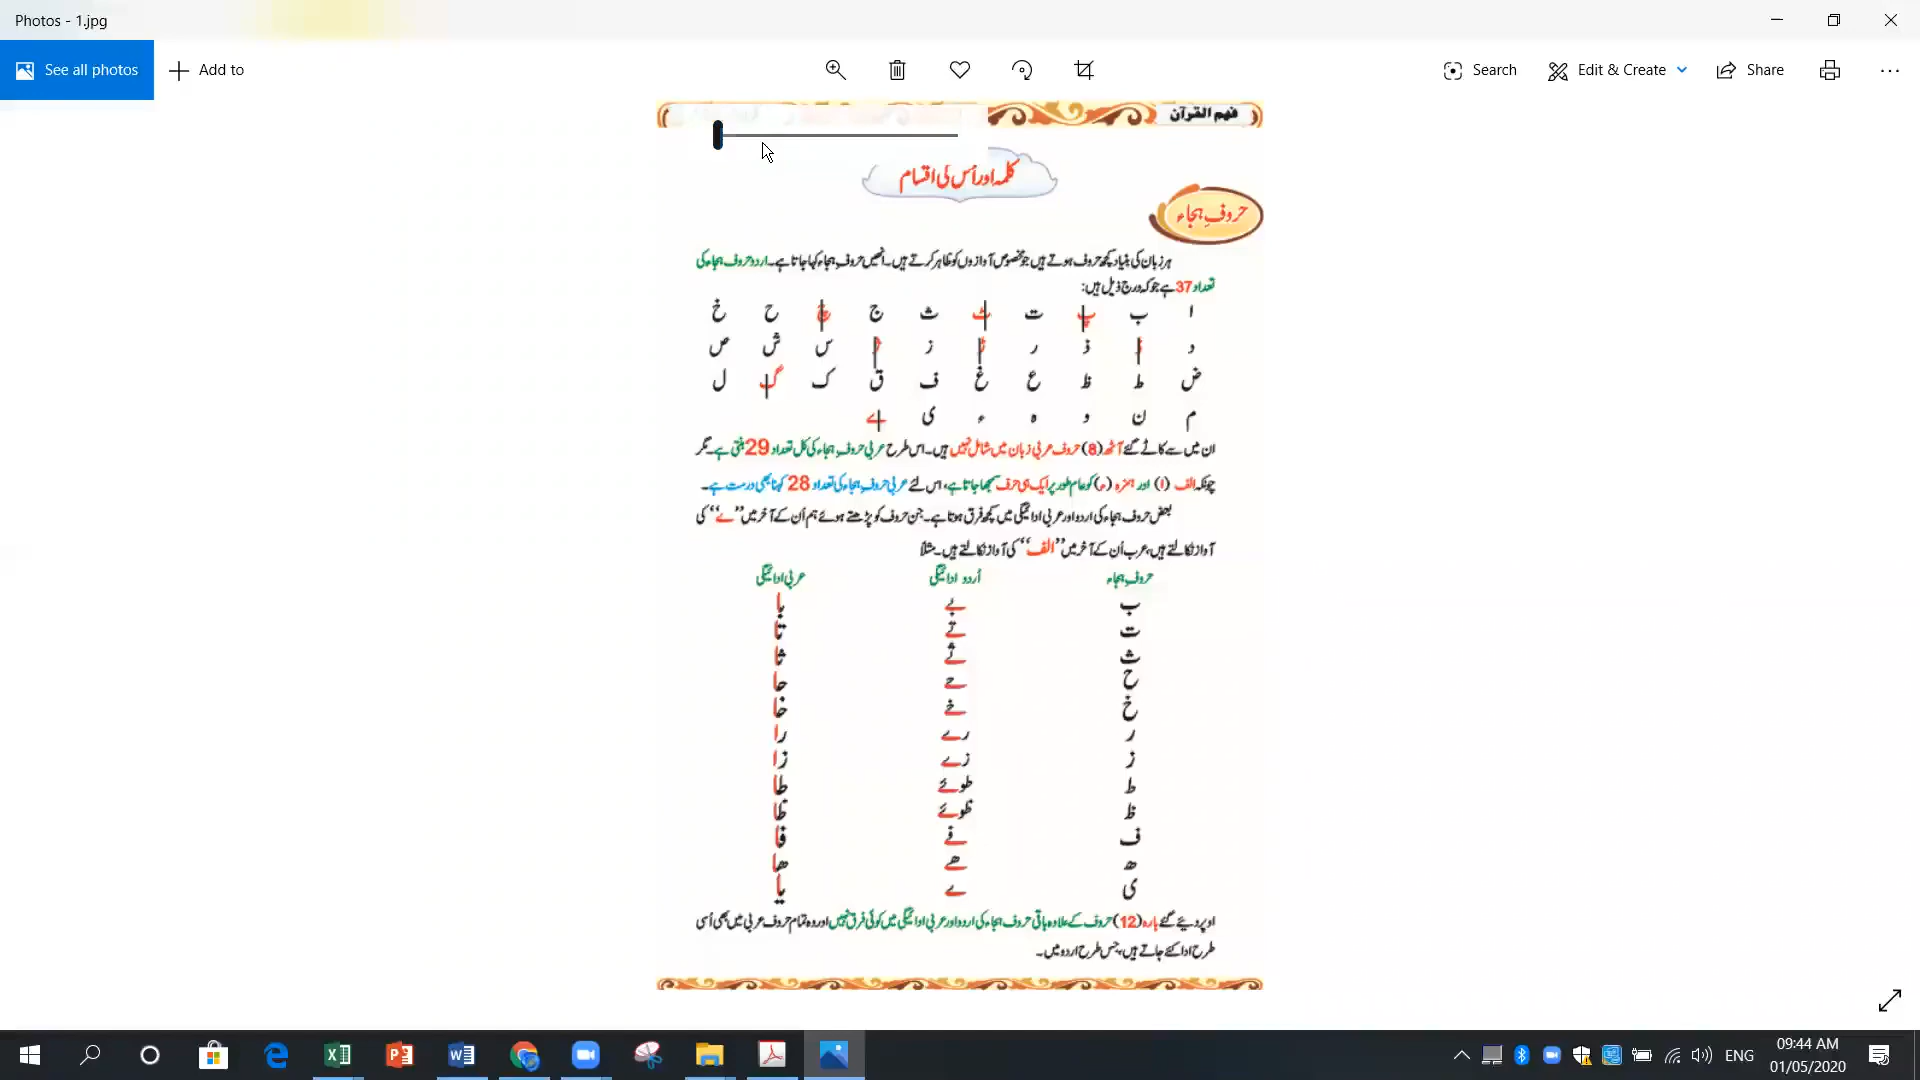 Photos - 1.jpg
See all photos
Add to
Search
Edit & Create
Share
فہم القرآن
کلمہ اور اُس کی اقسام
حروفِ ہجاء
ہر زبان کی بنیاد کچھ حروف ہوتے ہیں جو مخصوص آوازوں کو ظاہر کرتے ہیں۔ انھیں حروفِ ہجاء کہا جاتا ہے۔ اردو حروف ہجاء کی
تعداد 37 ہے جو کہ درج ذیل ہیں:
ا ب پ ت ٹ ث ج چ ح خ
د ڈ ذ ر ڑ ز ژ س ش ص
ض ط ظ ع غ ف ق ک گ ل
م ن و ہ ء ی ے
ان میں سے کاٹے گئے آٹھ (8) حروف عربی زبان میں شامل نہیں ہیں۔ اس طرح عربی حروفِ ہجاء کی کل تعداد 29 بنتی ہے۔ مگر
چونکہ الف (ا) اور ہمزہ (ء) کو عام طور پر ایک ہی حرف سمجھا جاتا ہے، اس لئے عربی حروفِ ہجاء کی تعداد 28 کہنا بھی درست ہے۔
بعض حروف ہجاء کی اردو اور عربی ادائیگی میں کچھ فرق ہوتا ہے۔ جن حروف کو پڑھتے ہوئے ہم اُن کے آخر میں ”ے“ کی
آواز نکالتے ہیں، عرب اُن کے آخر میں ”الف“ کی آواز نکالتے ہیں۔ مثلاً
حروفِ ہجاء اُردو ادائیگی عربی ادائیگی
ب بے با
ت تے تا
ث ثے ثا
ح حے حا
خ خے خا
ر رے را
ز زے زا
ط طوئے طا
ظ ظوئے ظا
ف فے فا
ھ ھے ھا
ی یے یا
اوپر دیئے گئے بارہ (12) حروف کے علاوہ باقی حروف ہجاء کی اردو اور عربی ادائیگی میں کوئی فرق نہیں اور وہ تمام حروف عربی میں بھی اُسی
طرح ادا کئے جاتے ہیں، جس طرح اردو میں۔
ENG
09:44 AM
01/05/2020